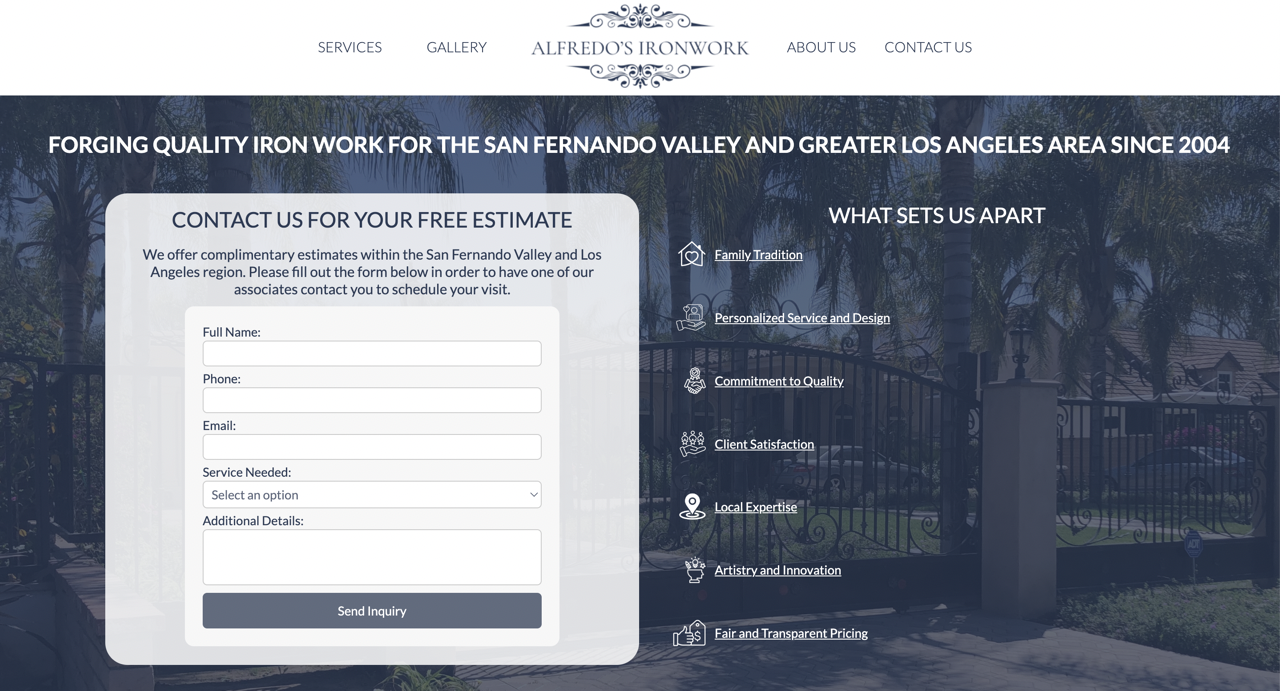 SERVICES
GALLERY
ALFREDO'S IRONWORK
ABOUT US
CONTACT US
FORGING QUALITY IRON WORK FOR THE SAN FERNANDO VALLEY AND GREATER LOS ANGELES AREA SINCE 2004
CONTACT US FOR YOUR FREE ESTIMATE
We offer complimentary estimates within the San Fernando Valley and Los
Angeles region. Please fill out the form below in order to have one of our
associates contact you to schedule your visit.
Full Name:
Phone:
Email:
Service Needed:
Select an option
Additional Details:
Send Inquiry
WHAT SETS US APART
Family Tradition
Personalized Service and Design
Commitment to Quality
Client Satisfaction
Local Expertise
Artistry and Innovation
Fair and Transparent Pricing
ADT